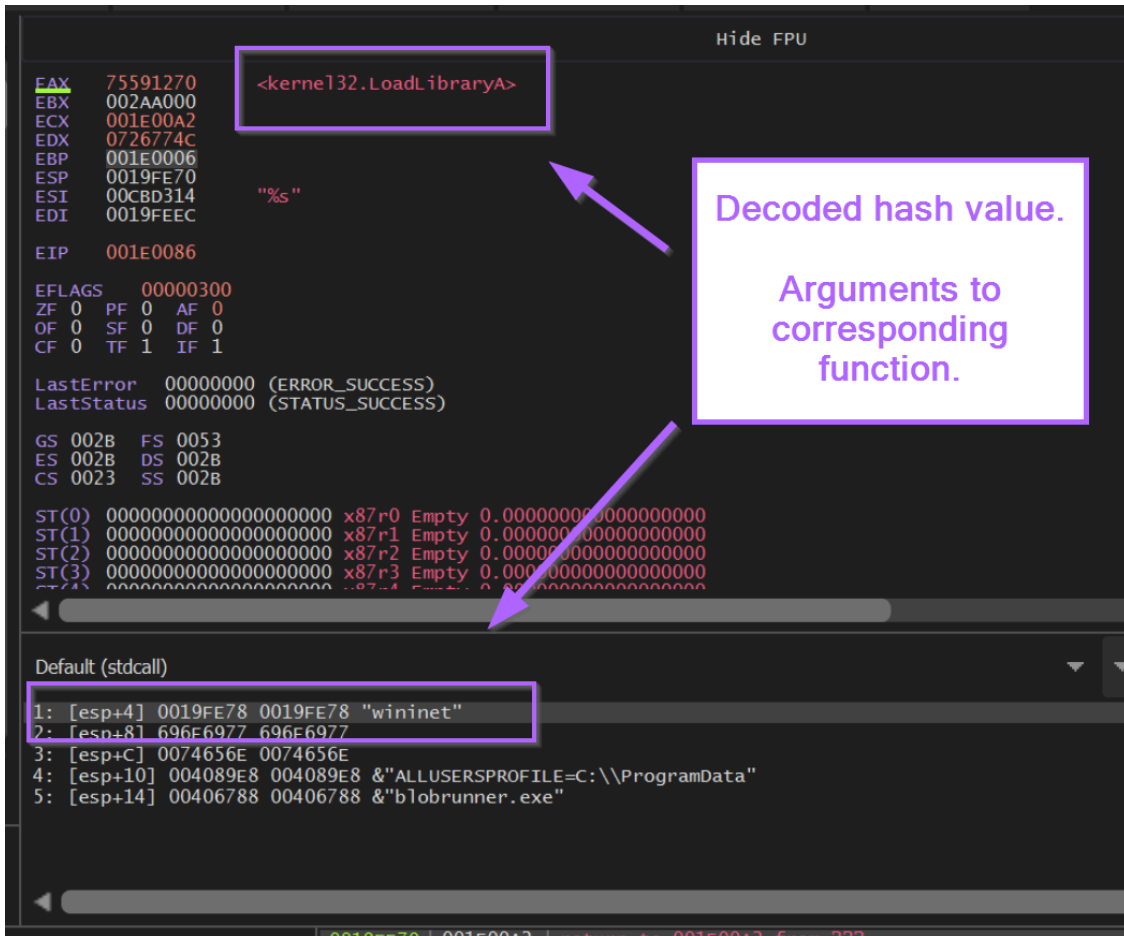 Hide FPU
EAX 75591270 <kernel32.LoadLibraryA>
EBX 002AA000
ECX 001E00A2
EDX 0726774C
EBP 001E0006
ESP 0019FE70
ESI 00CBD314 "%s"
EDI 0019FEEC
EIP 001E0086
EFLAGS 00000300
ZF 0 PF 0 AF 0
OF 0 SF 0 DF 0
CF 0 TF 1 IF 1
LastError 00000000 (ERROR_SUCCESS)
LastStatus 00000000 (STATUS_SUCCESS)
GS 002B FS 0053
ES 002B DS 002B
CS 0023 SS 002B
ST(0) 00000000000000000000 x87r0 Empty 0.000000000000000000
ST(1) 00000000000000000000 x87r1 Empty 0.000000000000000000
ST(2) 00000000000000000000 x87r2 Empty 0.000000000000000000
ST(3) 00000000000000000000 x87r3 Empty 0.000000000000000000
Decoded hash value.
Arguments to
corresponding
function.
Default (stdcall)
1: [esp+4] 0019FE78 0019FE78 "wininet"
2: [esp+8] 696E6977 696E6977
3: [esp+C] 0074656E 0074656E
4: [esp+10] 004089E8 004089E8 &"ALLUSERSPROFILE=C:\\ProgramData"
5: [esp+14] 00406788 00406788 &"blobrunner.exe"